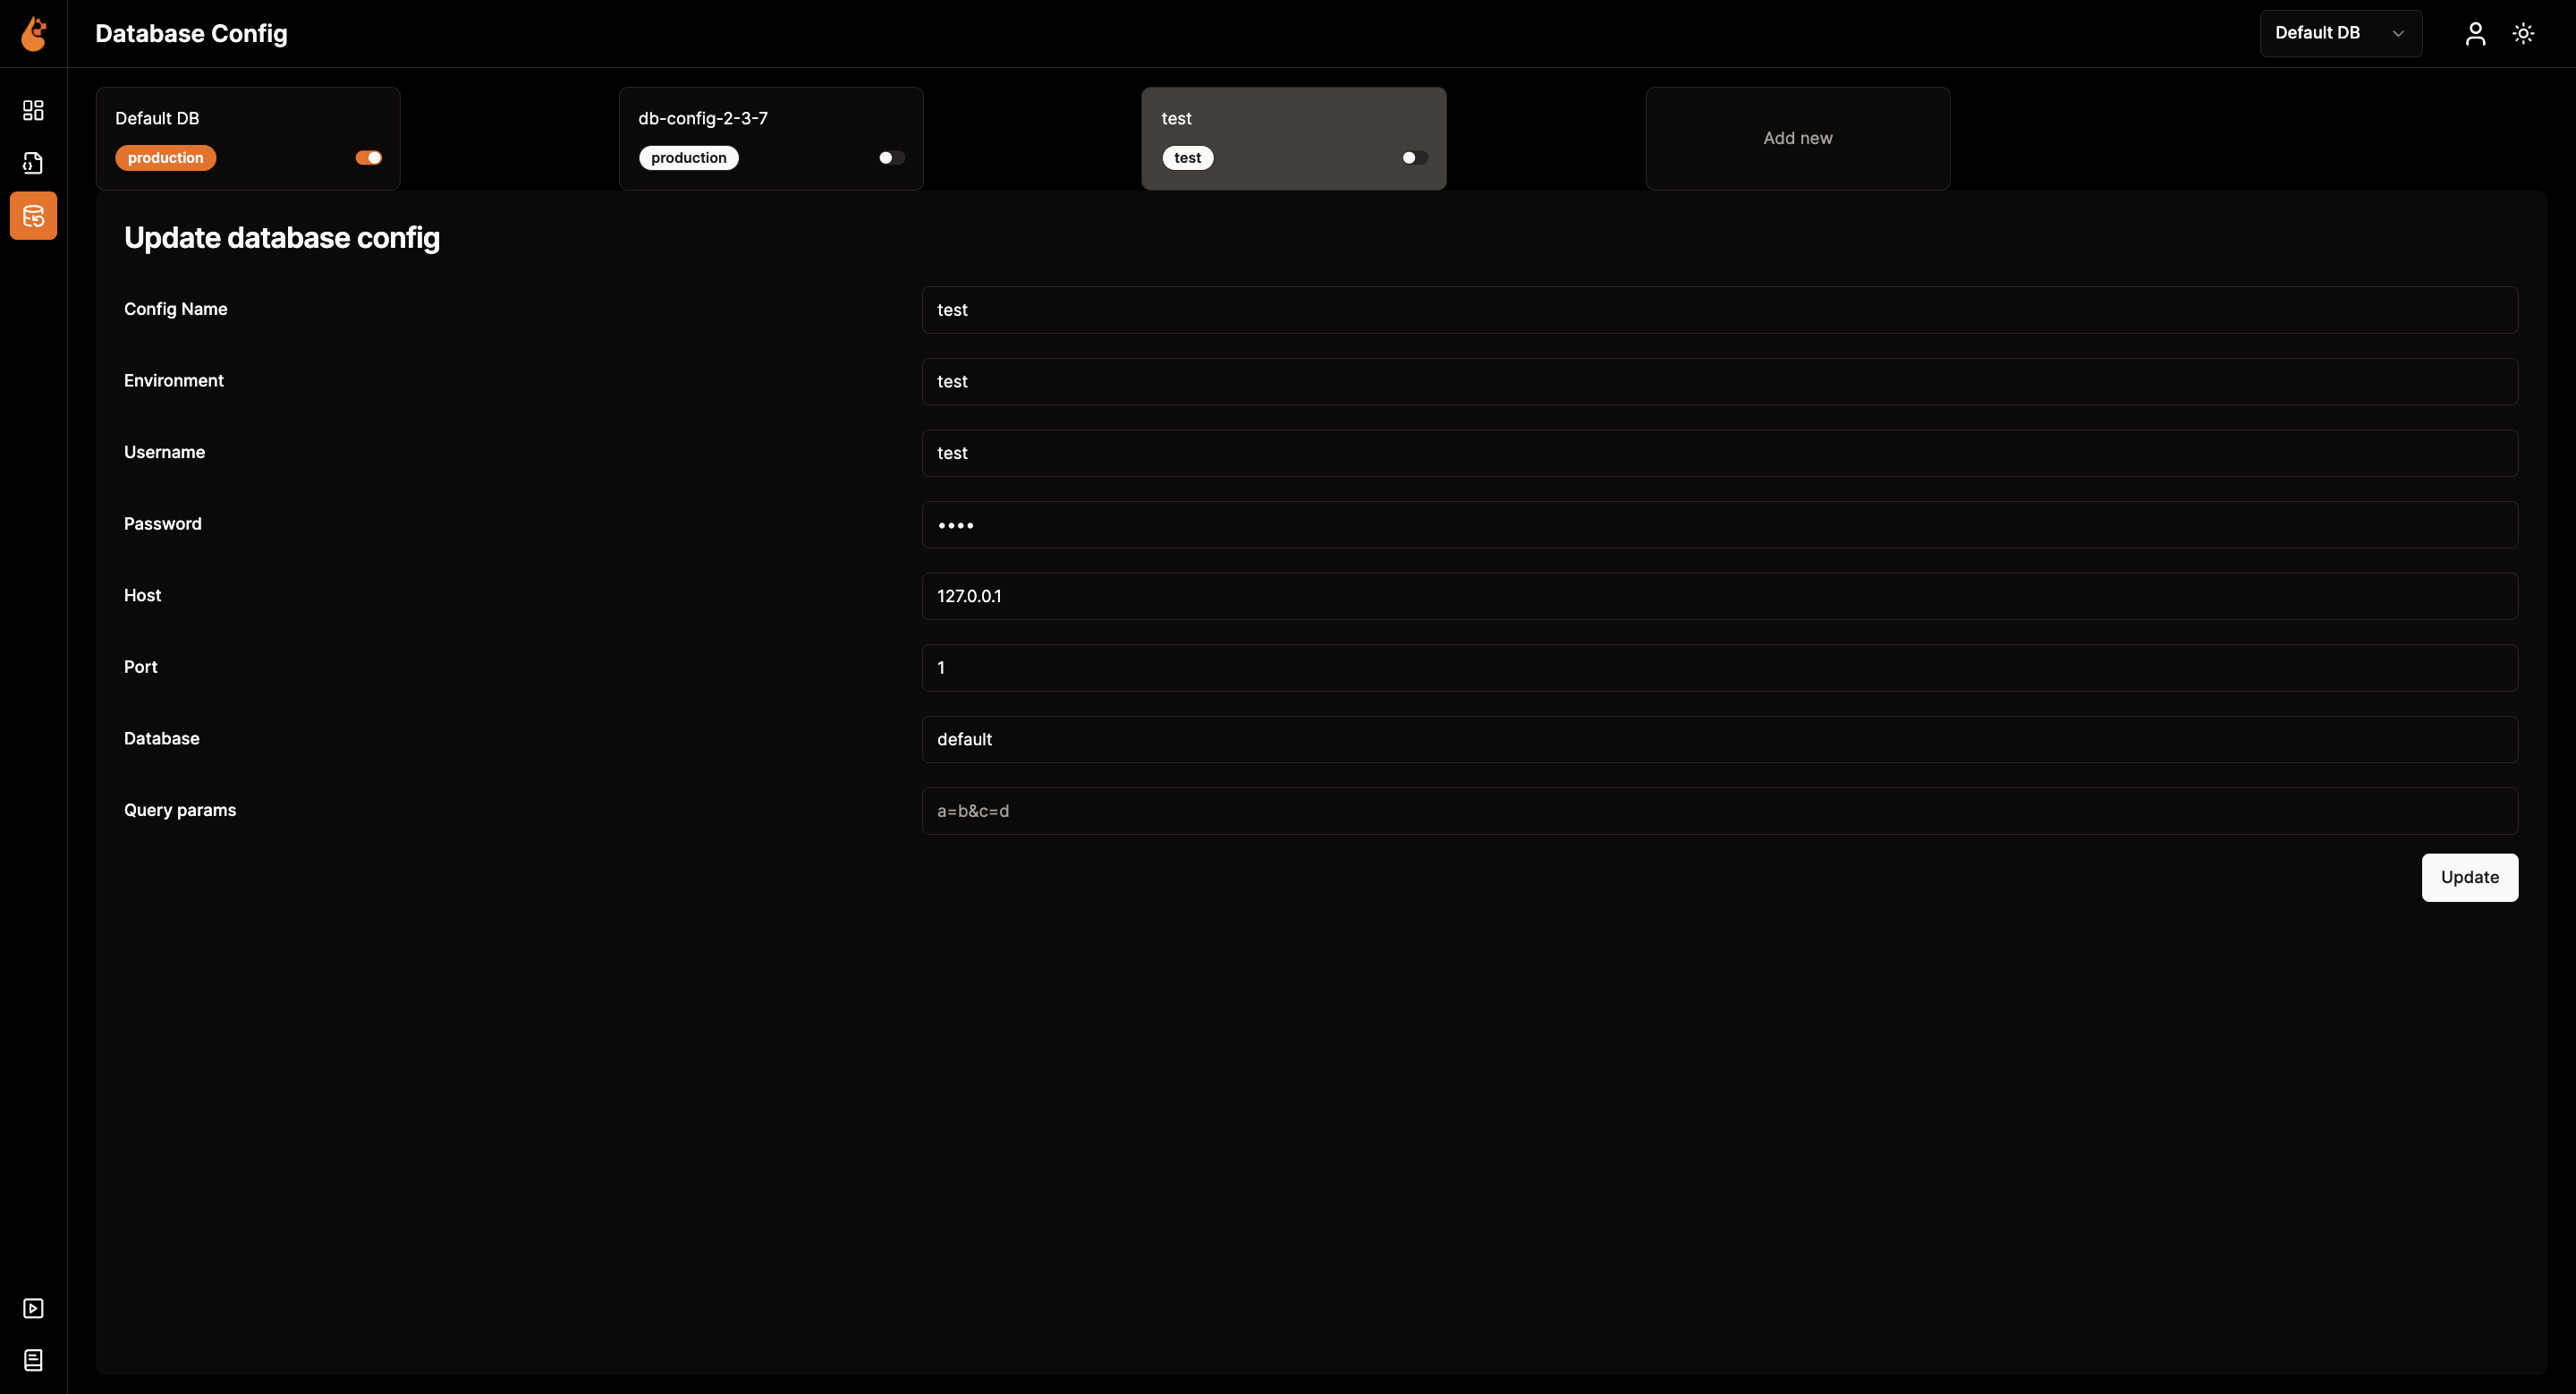 Database Config
Default DB
Default DB
production
db-config-2-3-7
production
test
test
Add new
Update database config
Config Name
test
Environment
test
Username
test
Password
••••
Host
127.0.0.1
Port
1
Database
default
Query params
a=b&c=d
Update